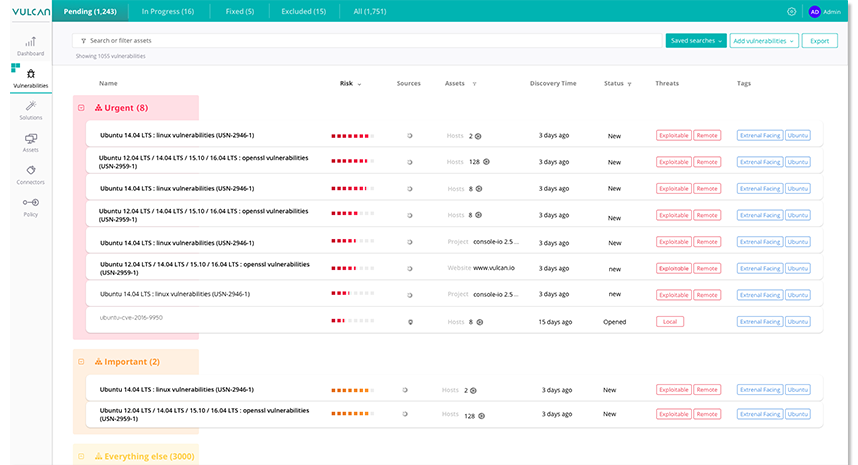 VULCAN
Pending (1,243) In Progress (16) Fixed (5) Excluded (15) All (1,751)
AD Admin
Dashboard
Vulnerabilities
Solutions
Assets
Connectors
Policy
Search or filter assets
Saved searches Add vulnerabilities Export
Showing 1055 vulnerabilities
Name Risk Sources Assets Discovery Time Status Threats Tags
Urgent (8)
Ubuntu 14.04 LTS : linux vulnerabilities (USN-2946-1) Hosts 2 3 days ago New Exploitable Remote Extrenal Facing Ubuntu
Ubuntu 12.04 LTS / 14.04 LTS / 15.10 / 16.04 LTS : openssl vulnerabilities
(USN-2959-1) Hosts 128 3 days ago New Exploitable Remote Extrenal Facing Ubuntu
Ubuntu 14.04 LTS : linux vulnerabilities (USN-2946-1) Hosts 8 3 days ago New Exploitable Remote Extrenal Facing Ubuntu
Ubuntu 12.04 LTS / 14.04 LTS / 15.10 / 16.04 LTS : openssl vulnerabilities
(USN-2959-1) Hosts 8 3 days ago New Exploitable Remote Extrenal Facing Ubuntu
Ubuntu 14.04 LTS : linux vulnerabilities (USN-2946-1) Project console-io 2.5 ... 3 days ago New Exploitable Remote Extrenal Facing Ubuntu
Ubuntu 12.04 LTS / 14.04 LTS / 15.10 / 16.04 LTS : openssl vulnerabilities
(USN-2959-1) Website www.vulcan.io 3 days ago new Exploitable Remote Extrenal Facing Ubuntu
Ubuntu 14.04 LTS : linux vulnerabilities (USN-2946-1) Project console-io 2.5 ... 3 days ago new Exploitable Remote Extrenal Facing Ubuntu
ubuntu-cve-2016-9950 Hosts 8 15 days ago Opened Local Extrenal Facing Ubuntu
Important (2)
Ubuntu 14.04 LTS : linux vulnerabilities (USN-2946-1) Hosts 2 3 days ago New Exploitable Remote Extrenal Facing Ubuntu
Ubuntu 12.04 LTS / 14.04 LTS / 15.10 / 16.04 LTS : openssl vulnerabilities
(USN-2959-1) Hosts 128 3 days ago New Exploitable Remote Extrenal Facing Ubuntu
Everything else (3000)